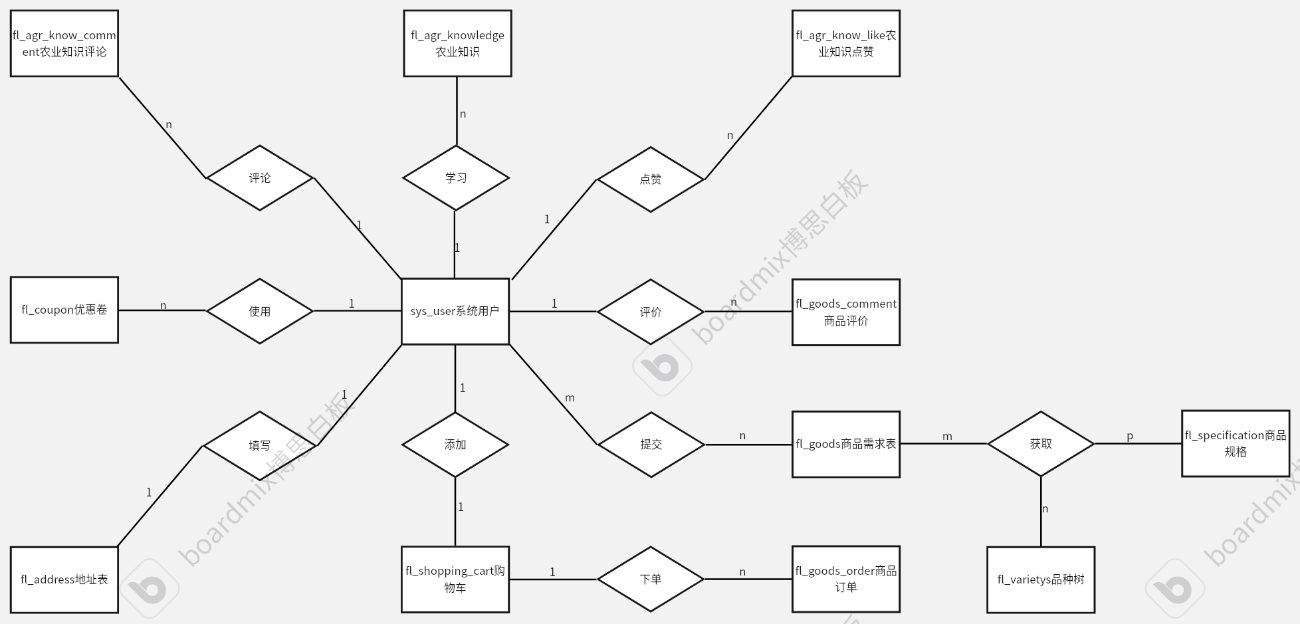 fl_agr_know_comm
ent农业知识评论
fl_agr_knowledge
农业知识
fl_agr_know_like农
业知识点赞
n
n
n
评论
学习
点赞
1
1
1
fl_coupon优惠卷
n
使用
1
sys_user系统用户
1
评价
n
fl_goods_comment
商品评价
1
1
m
填写
添加
提交
n
fl_goods商品需求表
m
获取
p
fl_specification商品
规格
1
1
n
fl_address地址表
fl_shopping_cart购
物车
1
下单
n
fl_goods_order商品
订单
fl_varietys品种树
boardmix博思白板
boardmix博思白板
boardmix博